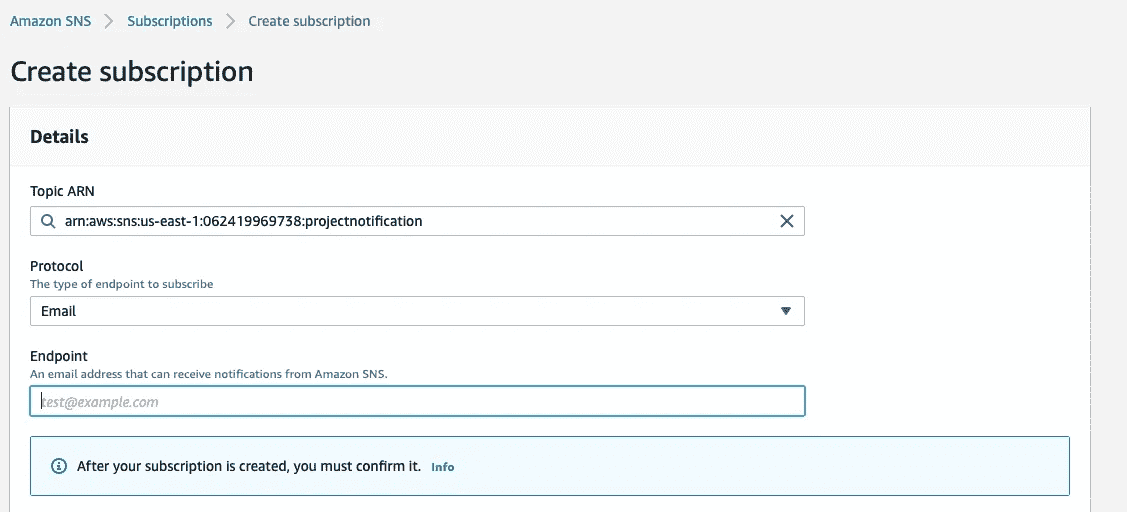 Amazon SNS > Subscriptions > Create subscription
Create subscription
Details
Topic ARN
arn:aws:sns:us-east-1:062419969738:projectnotification
Protocol
The type of endpoint to subscribe
Email
Endpoint
An email address that can receive notifications from Amazon SNS.
test@example.com
After your subscription is created, you must confirm it. Info